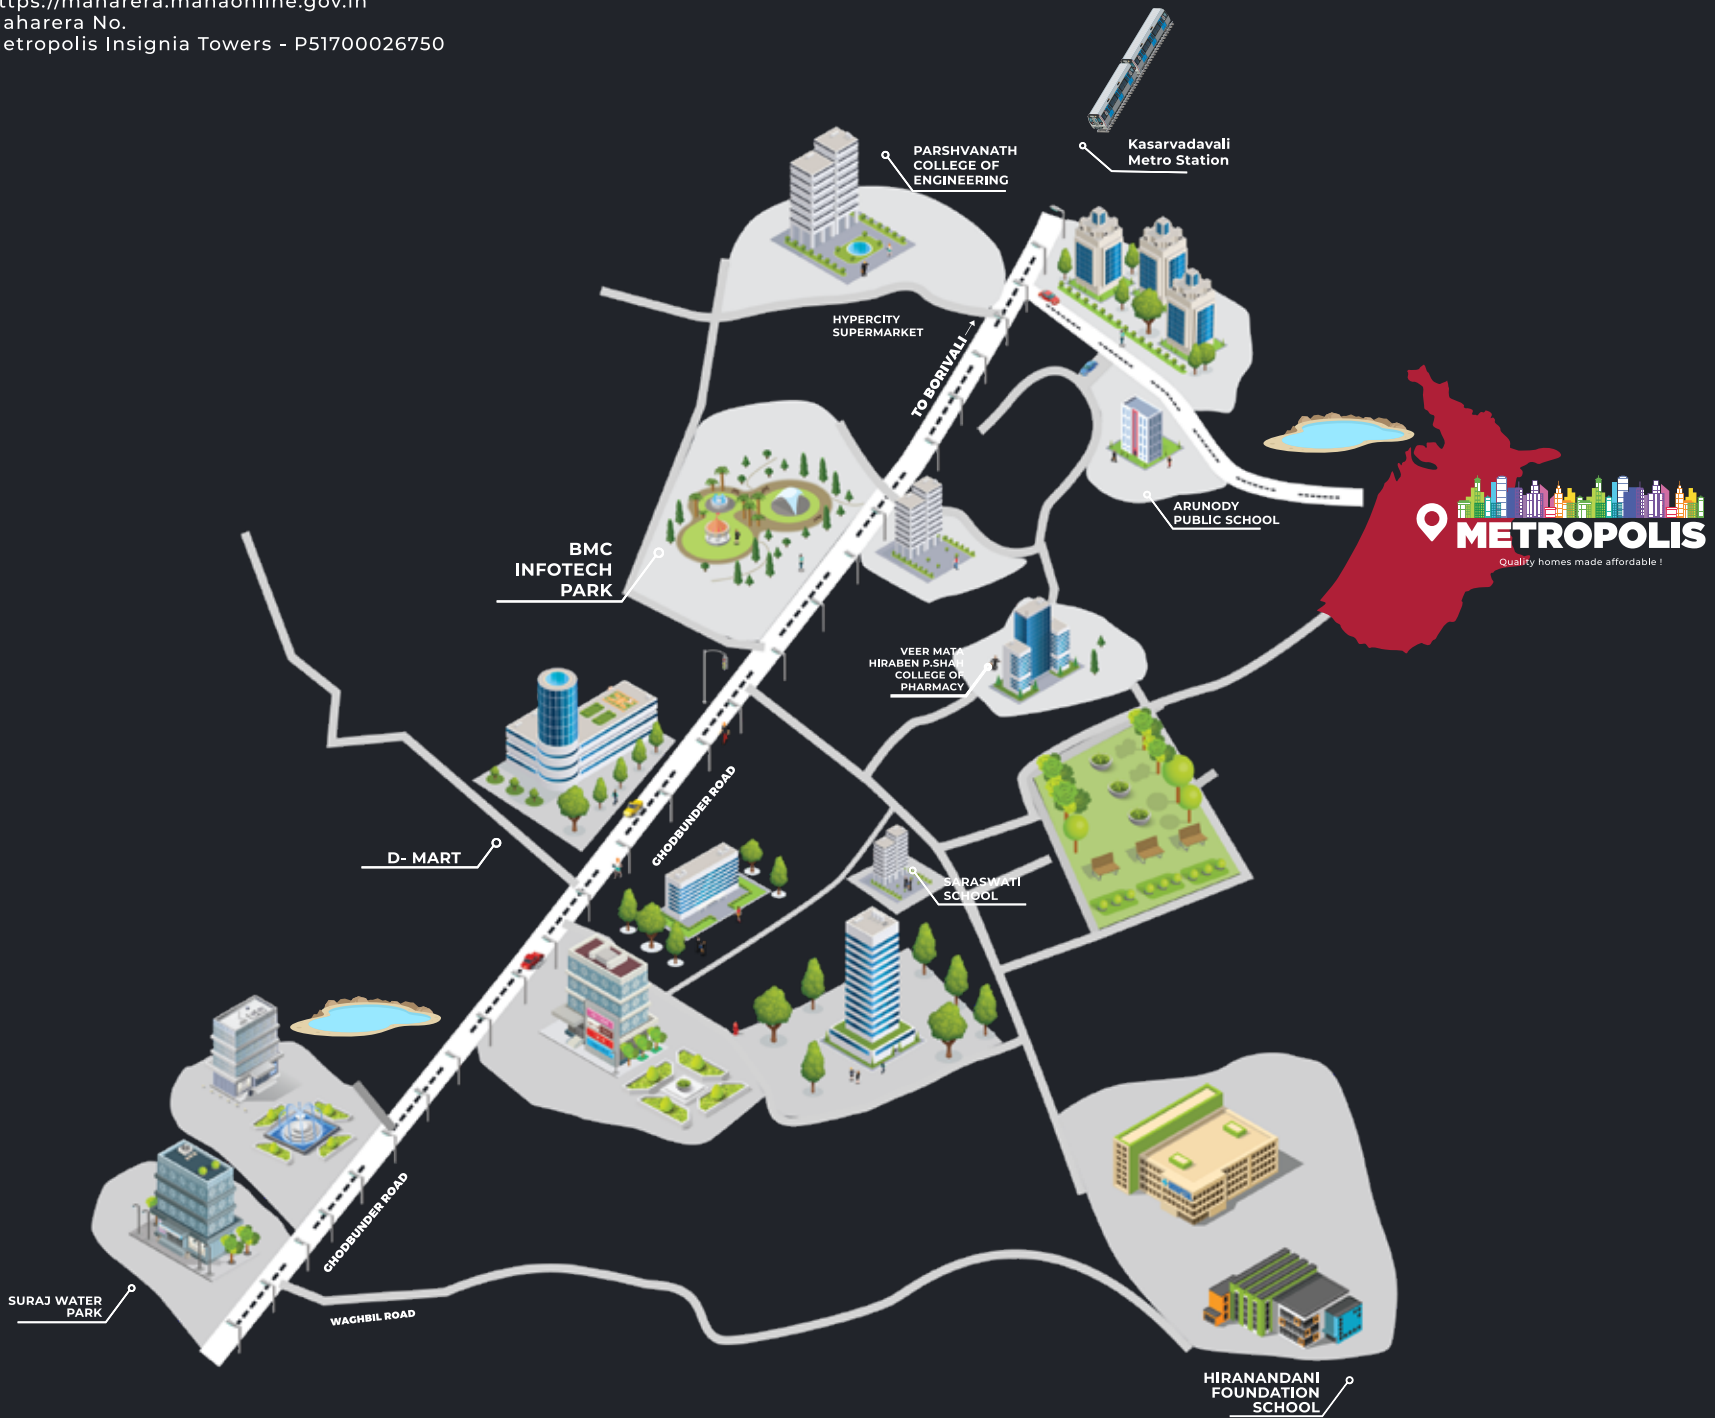 ttps://maharera.mahaonline.gov.in
aharera No.
etropolis Insignia Towers - P51700026750
PARSHVANATH
COLLEGE OF
ENGINEERING
Kasarvadavali
Metro Station
HYPERCITY
SUPERMARKET
TO BORIVALI →
ARUNODY
PUBLIC SCHOOL
METROPOLIS
Quality homes made affordable !
BMC
INFOTECH
PARK
VEER MATA
HIRABEN P.SHAH
COLLEGE OF
PHARMACY
GHODBUNDER ROAD
D- MART
SARASWATI
SCHOOL
GHODBUNDER ROAD
SURAJ WATER
PARK
WAGHBIL ROAD
HIRANANDANI
FOUNDATION
SCHOOL